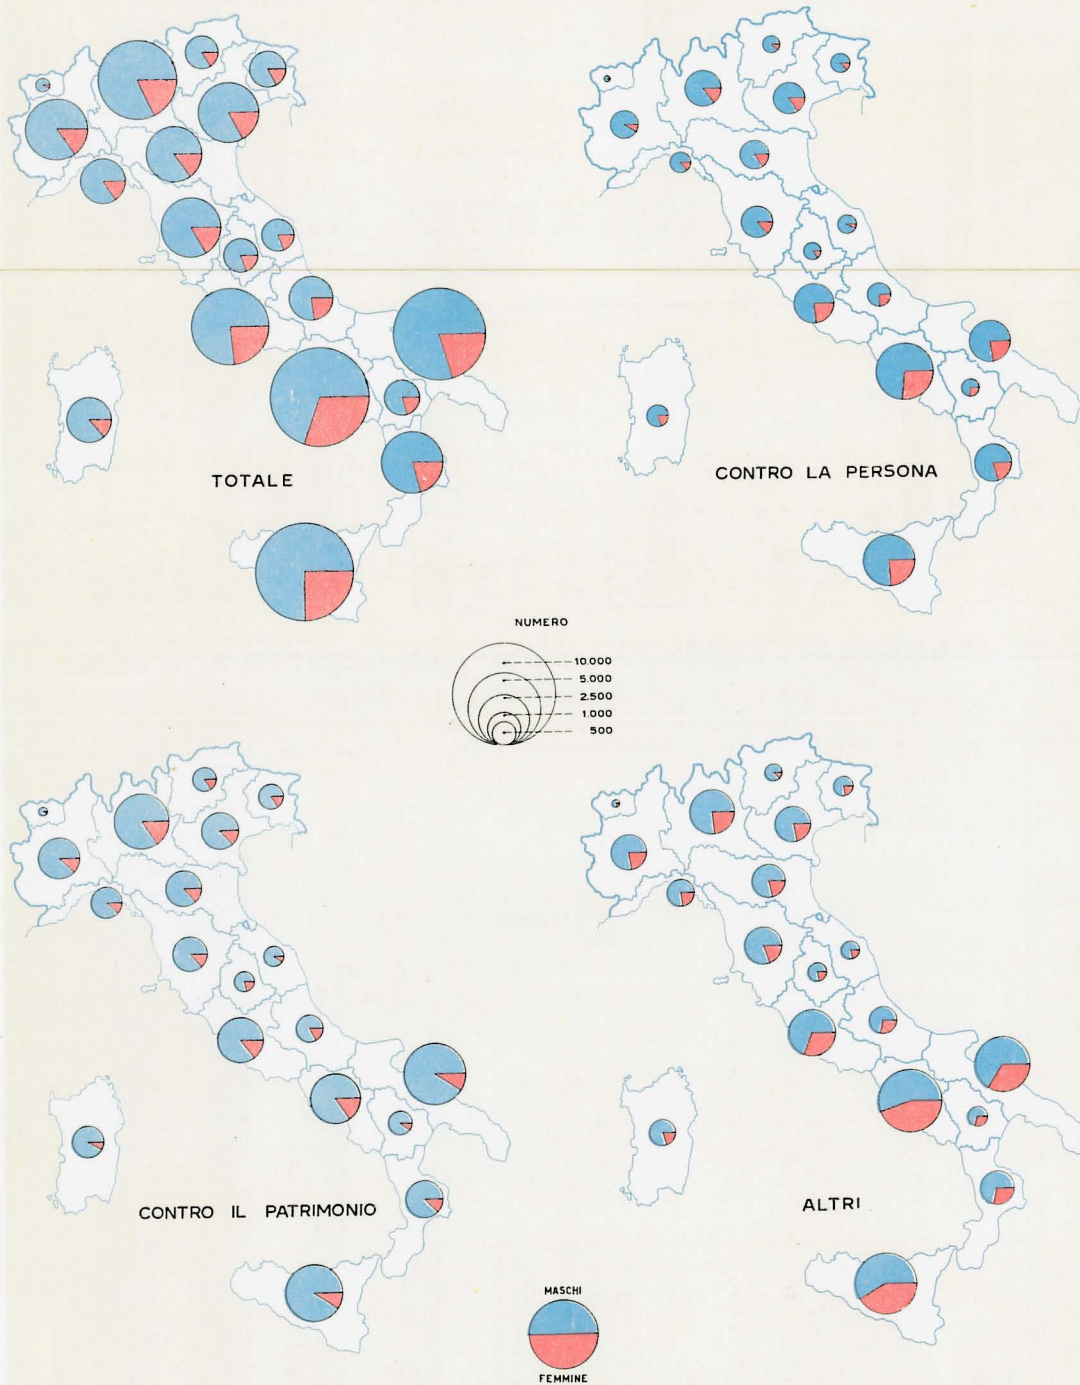 TOTALE
CONTRO LA PERSONA
NUMERO
10.000
5.000
2.500
1.000
500
CONTRO IL PATRIMONIO
ALTRI
MASCHI
FEMMINE